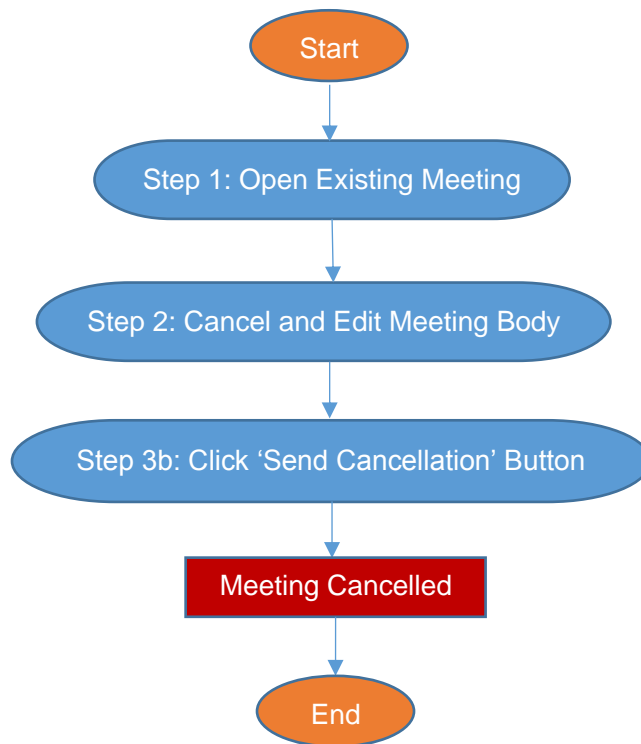 Start
Step 1: Open Existing Meeting
Step 2: Cancel and Edit Meeting Body
Step 3b: Click ‘Send Cancellation’ Button
Meeting Cancelled
End